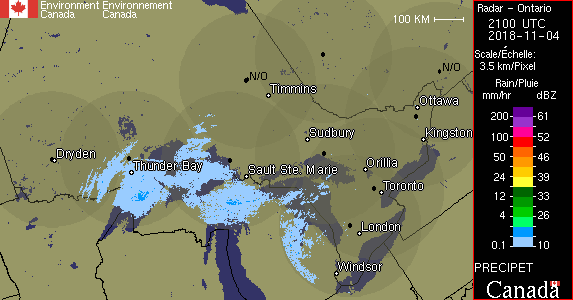 Environment Environnement
Canada Canada
100 KM
N/O
N/O
Timmins
Ottawa
Sudbury
Kingston
Dryden
Thunder Bay
Sault Ste. Marie
Orillia
Toronto
London
Windsor
Radar - Ontario
2100 UTC
2018-11-04
Scale/Échelle:
3.5 km/Pixel
Rain/Pluie
mm/hr dBZ
200 61
100 52
50 46
24 39
12 33
4 26
0.1 10
PRECIPET
Canada